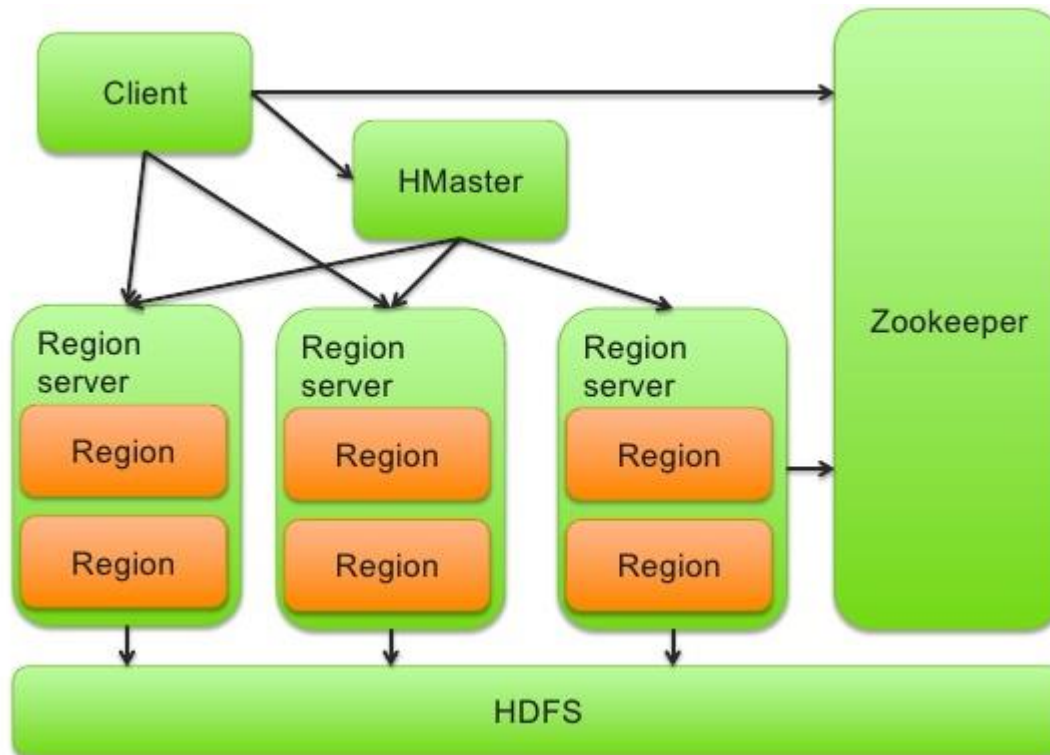 Client
HMaster
Zookeeper
Region
server
Region
server
Region
server
Region
Region
Region
Region
Region
Region
HDFS